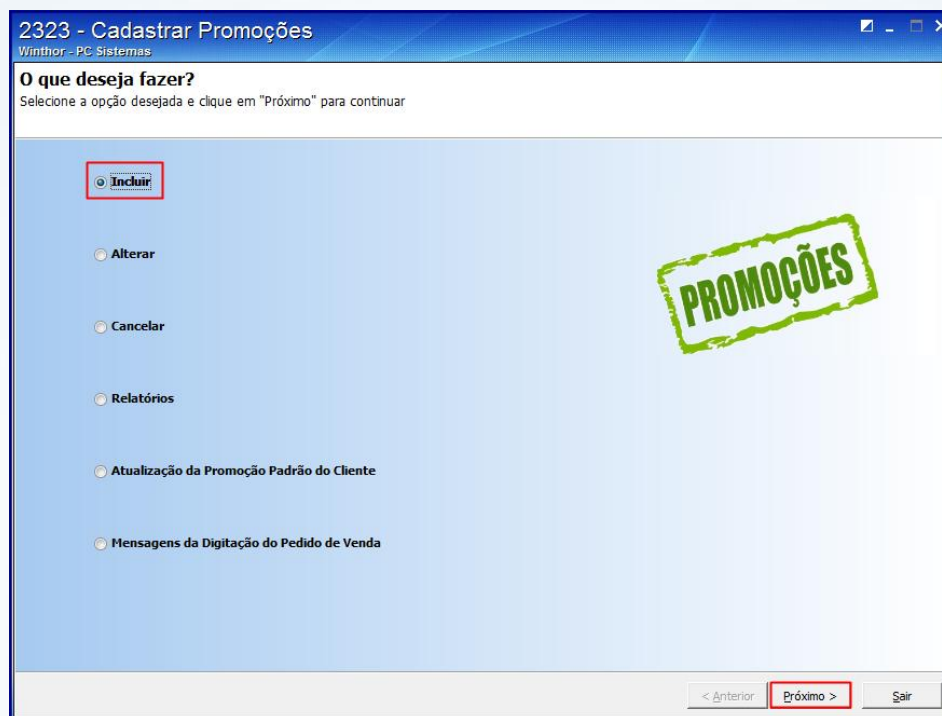 2323 - Cadastrar Promoções
Winthor - PC Sistemas
O que deseja fazer?
Selecione a opção desejada e clique em "Próximo" para continuar
Incluir
Alterar
Cancelar
Relatórios
Atualização da Promoção Padrão do Cliente
Mensagens da Digitação do Pedido de Venda
PROMOÇÕES
< Anterior
Próximo >
Sair